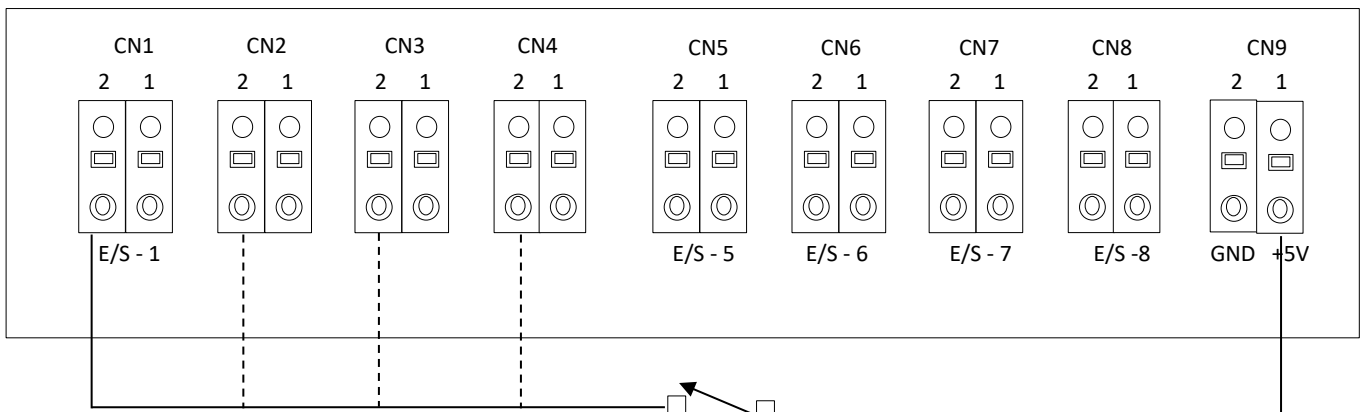 CN1 CN2 CN3 CN4 CN5 CN6 CN7 CN8 CN9
2 1 2 1 2 1 2 1 2 1 2 1 2 1 2 1 2 1
E/S - 1 E/S - 5 E/S - 6 E/S - 7 E/S -8 GND +5V